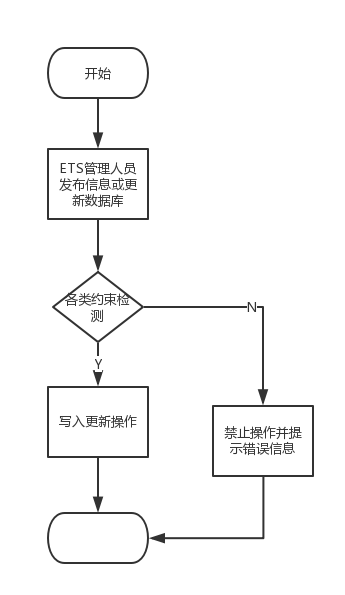 开始
ETS管理人员
发布信息或更
新数据库
各类约束检
测
N
Y
写入更新操作
禁止操作并提
示错误信息